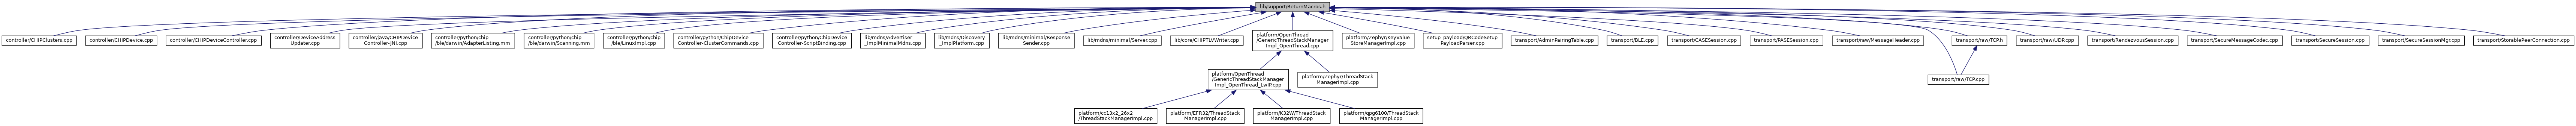 lib/support/ReturnMacros.h
controller/CHIPClusters.cpp
controller/CHIPDevice.cpp
controller/CHIPDeviceController.cpp
controller/DeviceAddress
Updater.cpp
controller/java/CHIPDevice
Controller-JNI.cpp
controller/python/chip
/ble/darwin/AdapterListing.mm
controller/python/chip
/ble/darwin/Scanning.mm
controller/python/chip
/ble/LinuxImpl.cpp
controller/python/ChipDevice
Controller-ClusterCommands.cpp
controller/python/ChipDevice
Controller-ScriptBinding.cpp
lib/mdns/Advertiser
_ImplMinimalMdns.cpp
lib/mdns/Discovery
_ImplPlatform.cpp
lib/mdns/minimal/Response
Sender.cpp
lib/mdns/minimal/Server.cpp
lib/core/CHIPTLVWriter.cpp
platform/OpenThread
/GenericThreadStackManager
Impl_OpenThread.cpp
platform/Zephyr/KeyValue
StoreManagerImpl.cpp
setup_payload/QRCodeSetup
PayloadParser.cpp
transport/AdminPairingTable.cpp
transport/BLE.cpp
transport/CASESession.cpp
transport/PASESession.cpp
transport/raw/MessageHeader.cpp
transport/raw/TCP.h
transport/raw/UDP.cpp
transport/RendezvousSession.cpp
transport/SecureMessageCodec.cpp
transport/SecureSession.cpp
transport/SecureSessionMgr.cpp
transport/StorablePeerConnection.cpp
platform/OpenThread
/GenericThreadStackManager
Impl_OpenThread_LwIP.cpp
platform/Zephyr/ThreadStack
ManagerImpl.cpp
transport/raw/TCP.cpp
platform/cc13x2_26x2
/ThreadStackManagerImpl.cpp
platform/EFR32/ThreadStack
ManagerImpl.cpp
platform/K32W/ThreadStack
ManagerImpl.cpp
platform/qpg6100/ThreadStack
ManagerImpl.cpp